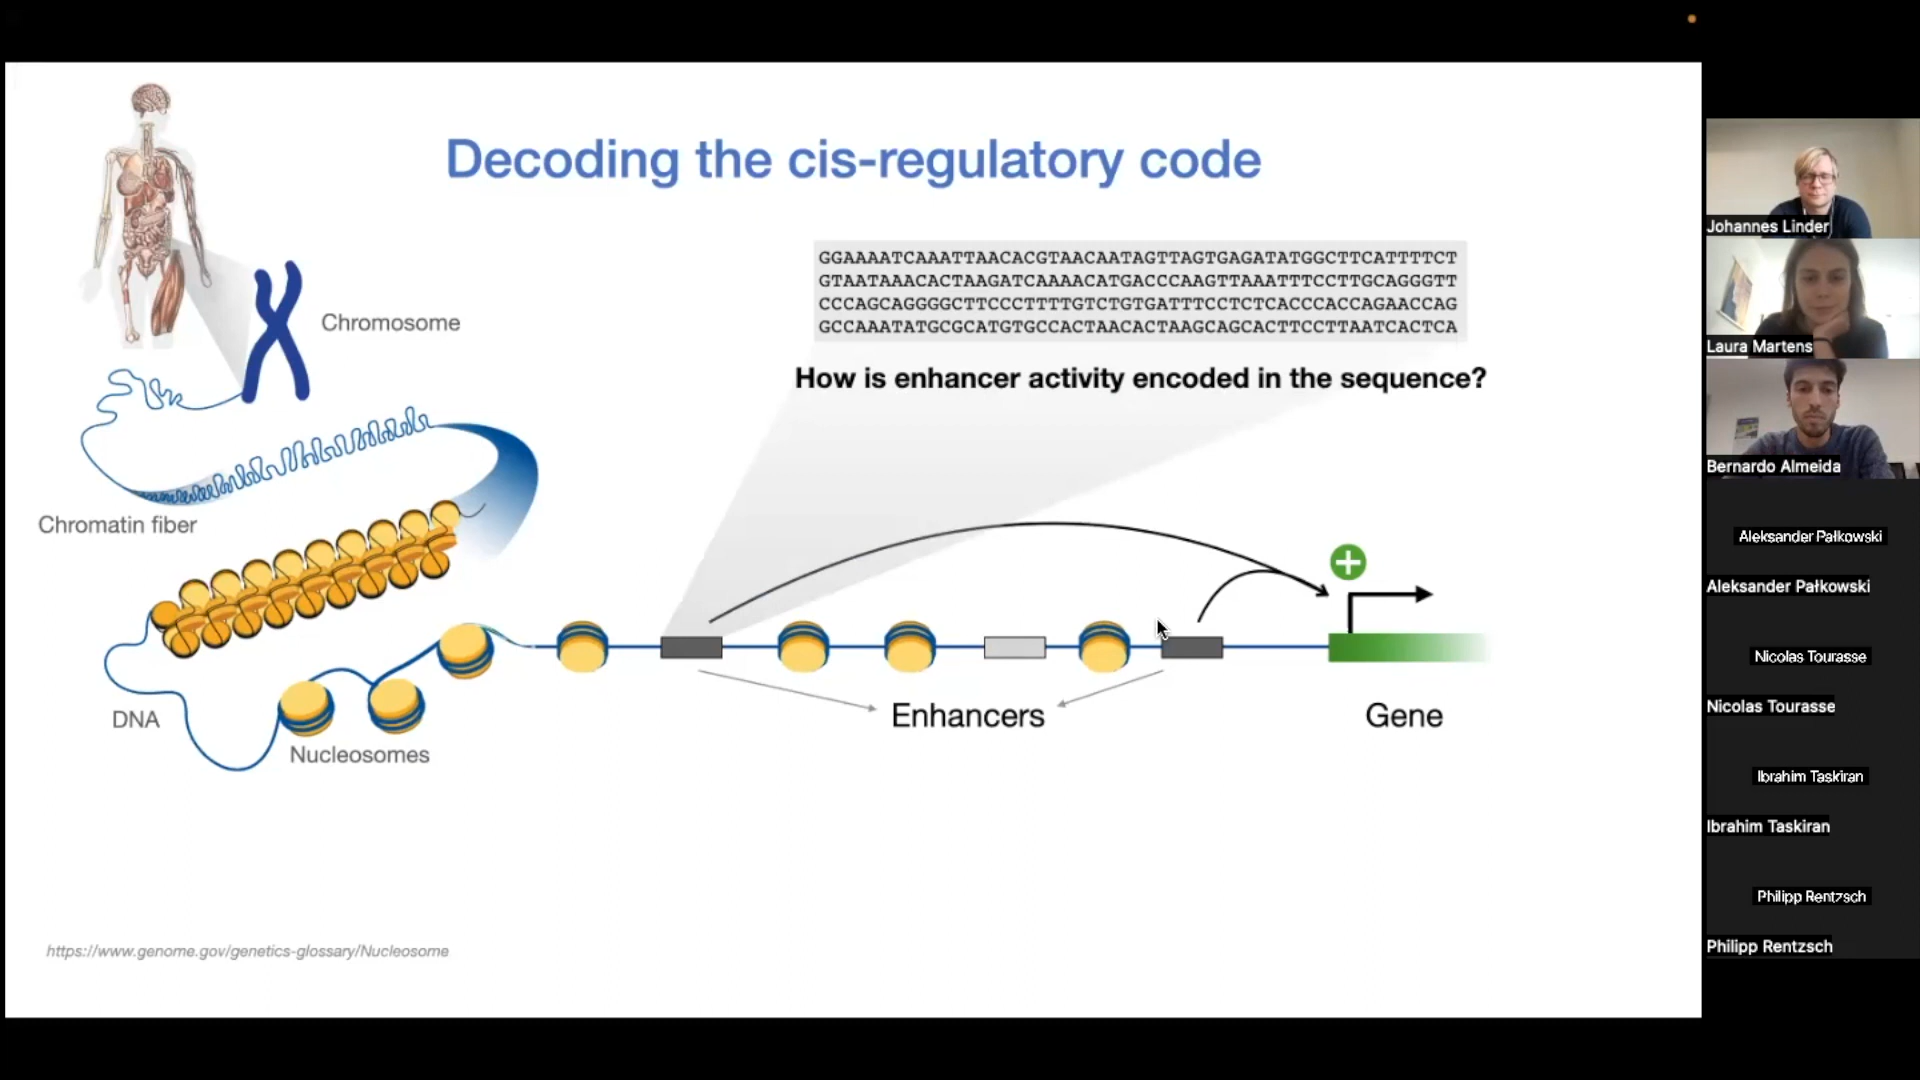 Decoding the cis-regulatory code
GGAAAATCAAATTAACACGTAACAATAGTTAGTGAGATATGGCTTCATTTTCT
GTAATAAACACTAAGATCAAAACATGACCCAAGTTAAATTTCCTTGCAGGGTT
CCCAGCAGGGGCTTCCCTTTTGTCTGTGATTTCCTCTCACCCACCAGAACCAG
GCCAAATATGCGCATGTGCCACTAACACTAAGCAGCACTTCCTTAATCACTCA
How is enhancer activity encoded in the sequence?
Chromosome
Chromatin fiber
DNA
Nucleosomes
Enhancers
Gene
https://www.genome.gov/genetics-glossary/Nucleosome
Johannes Linder
Laura Martens
Bernardo Almeida
Aleksander Pałkowski
Aleksander Pałkowski
Nicolas Tourasse
Nicolas Tourasse
Ibrahim Taskiran
Ibrahim Taskiran
Philipp Rentzsch
Philipp Rentzsch